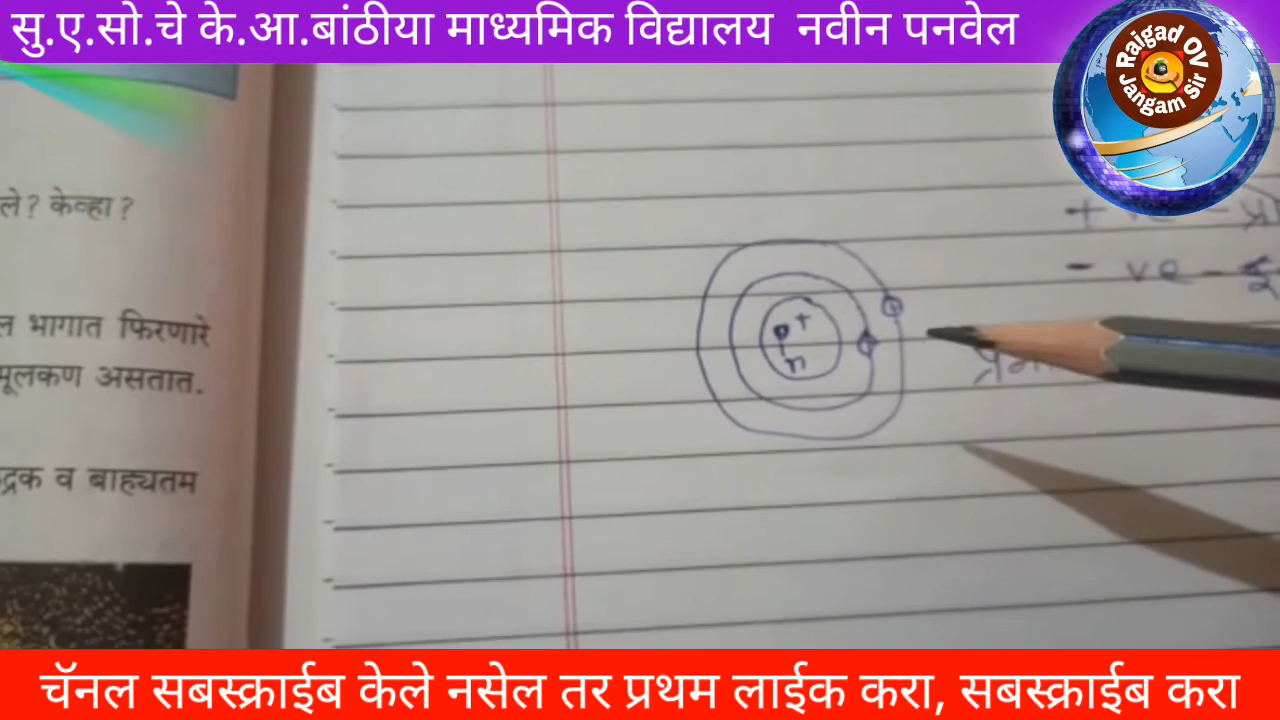 सु.ए.सो.चे के.आ.बांठीया माध्यमिक विद्यालय नवीन पनवेल
Raigad OV
Jangam Sir
ले? केव्हा?
भागात फिरणारे
मूलकण असतात.
व बाह्यतम
+ ve -
- ve -
p +
n
चॅनल सबस्क्राईब केले नसेल तर प्रथम लाईक करा, सबस्क्राईब करा